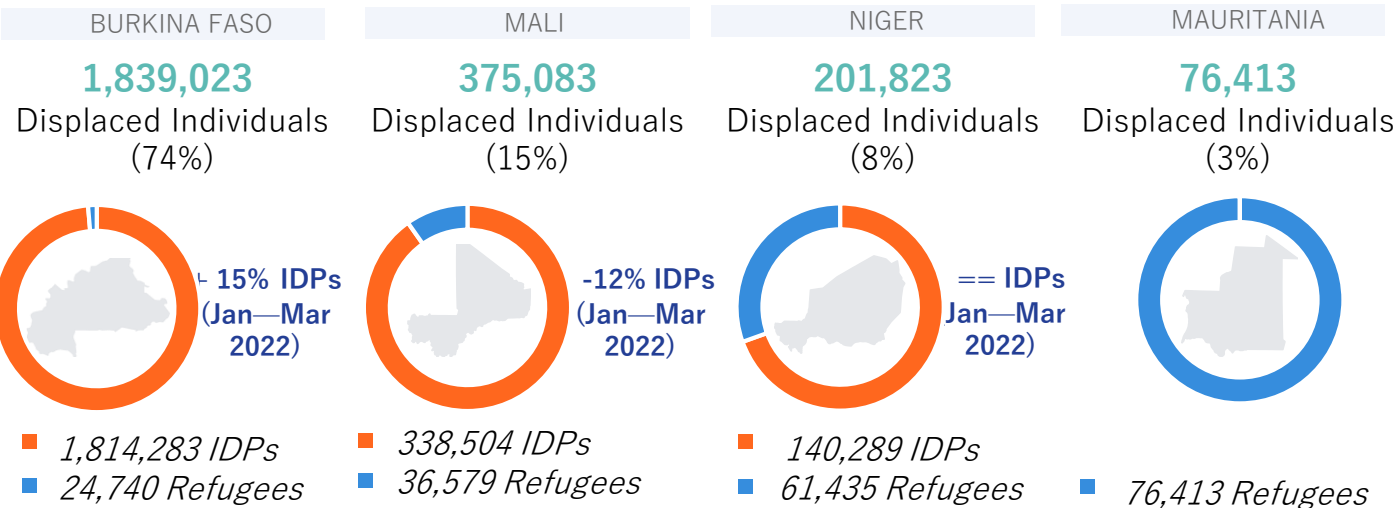 BURKINA FASO
1,839,023
Displaced Individuals
(74%)
+ 15% IDPs
(Jan—Mar
2022)
1,814,283 IDPs
24,740 Refugees
MALI
375,083
Displaced Individuals
(15%)
-12% IDPs
(Jan—Mar
2022)
338,504 IDPs
36,579 Refugees
NIGER
201,823
Displaced Individuals
(8%)
== IDPs
Jan—Mar
2022)
140,289 IDPs
61,435 Refugees
MAURITANIA
76,413
Displaced Individuals
(3%)
76,413 Refugees